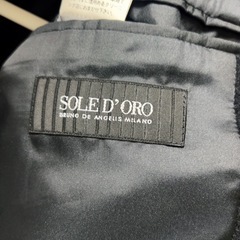 SOLE D'ORO
BRUNO DE ANGELIS MILANO